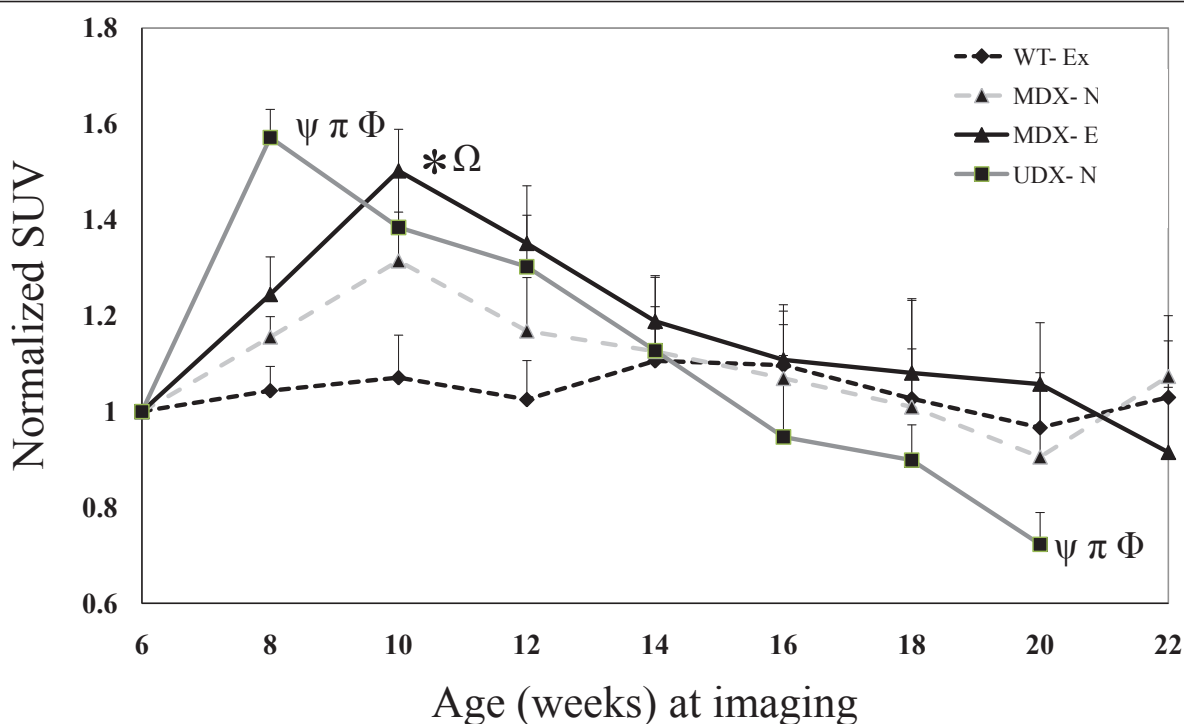 1.8
WT- Ex
MDX- N
MDX- E
UDX- N
1.6
ψ π Φ
*Ω
1.4
1.2
1
0.8
ψ π Φ
0.6
6 8 10 12 14 16 18 20 22
Normalized SUV
Age (weeks) at imaging